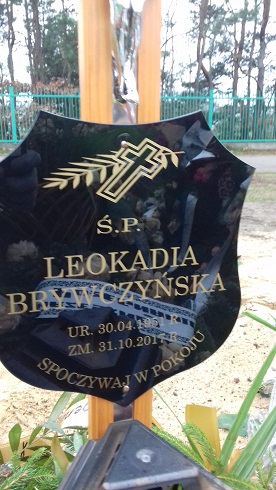 Ś.P.
LEOKADIA
BRYWCZYŃSKA
UR. 30.04. R.
ZM. 31.10.2017 R.
SPOCZYWAJ W POKOJU